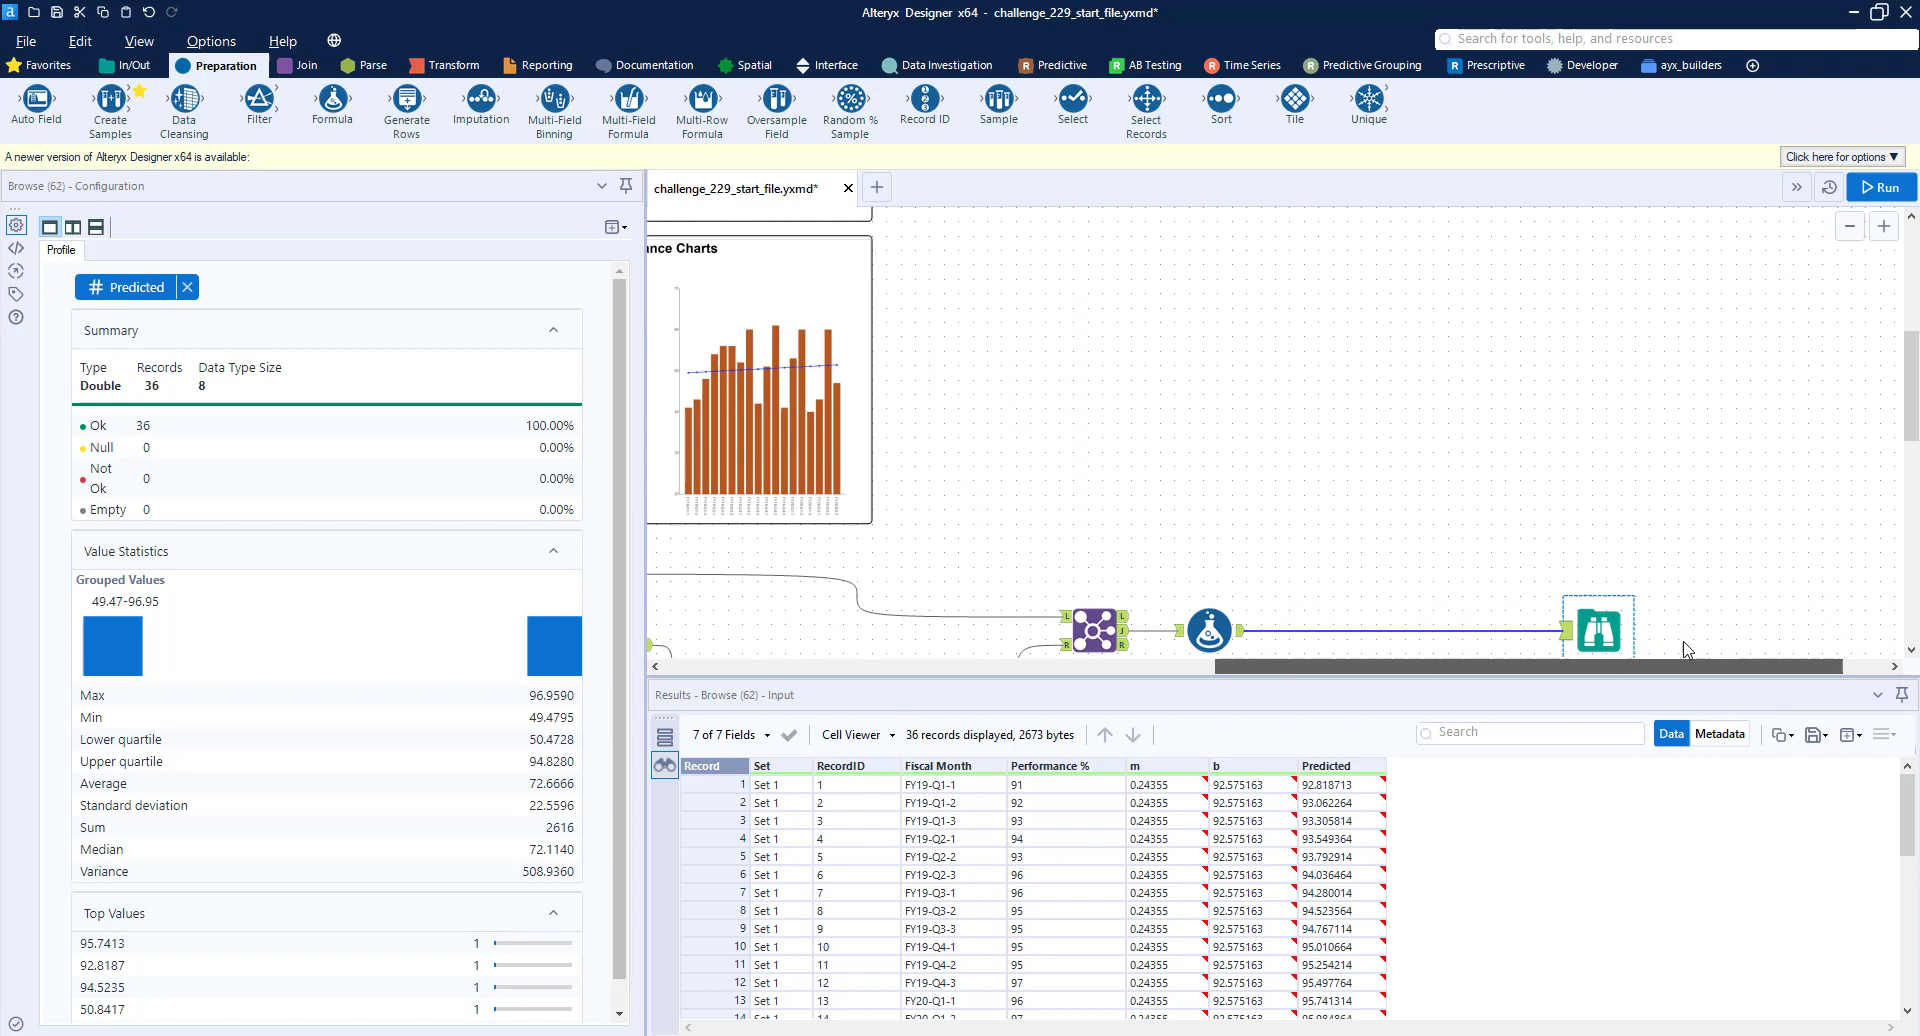 Alteryx Designer x64 - challenge_229_start_file.yxmd*
File Edit View Options Help
Search for tools, help, and resources
Favorites In/Out Preparation Join Parse Transform Reporting Documentation Spatial Interface Data Investigation Predictive AB Testing Time Series Predictive Grouping Prescriptive Developer ayx_builders
Auto Field Create Samples Data Cleansing Filter Formula Generate Rows Imputation Multi-Field Binning Multi-Field Formula Multi-Row Formula Oversample Field Random % Sample Record ID Sample Select Select Records Sort Tile Unique
A newer version of Alteryx Designer x64 is available:
Click here for options ▼
Browse (62) - Configuration
challenge_229_start_file.yxmd*
Run
Profile
# Predicted
Summary
Type Records Data Type Size
Double 36 8
Ok 36 100.00%
Null 0 0.00%
Not Ok 0 0.00%
Empty 0 0.00%
Value Statistics
Grouped Values
49.47-96.95
Max 96.9590
Min 49.4795
Lower quartile 50.4728
Upper quartile 94.8280
Average 72.6666
Standard deviation 22.5596
Sum 2616
Median 72.1140
Variance 508.9360
Top Values
95.7413 1
92.8187 1
94.5235 1
50.8417 1
nce Charts
L R L J R
Results - Browse (62) - Input
7 of 7 Fields Cell Viewer 36 records displayed, 2673 bytes
Search
Data Metadata
Record Set RecordID Fiscal Month Performance % m b Predicted
1 Set 1 1 FY19-Q1-1 91 0.24355 92.575163 92.818713
2 Set 1 2 FY19-Q1-2 92 0.24355 92.575163 93.062264
3 Set 1 3 FY19-Q1-3 93 0.24355 92.575163 93.305814
4 Set 1 4 FY19-Q2-1 94 0.24355 92.575163 93.549364
5 Set 1 5 FY19-Q2-2 93 0.24355 92.575163 93.792914
6 Set 1 6 FY19-Q2-3 96 0.24355 92.575163 94.036464
7 Set 1 7 FY19-Q3-1 96 0.24355 92.575163 94.280014
8 Set 1 8 FY19-Q3-2 95 0.24355 92.575163 94.523564
9 Set 1 9 FY19-Q3-3 95 0.24355 92.575163 94.767114
10 Set 1 10 FY19-Q4-1 95 0.24355 92.575163 95.010664
11 Set 1 11 FY19-Q4-2 95 0.24355 92.575163 95.254214
12 Set 1 12 FY19-Q4-3 97 0.24355 92.575163 95.497764
13 Set 1 13 FY20-Q1-1 96 0.24355 92.575163 95.741314
14 Set 1 14 FY20-Q1-2 97 0.24355 92.575163 95.984864